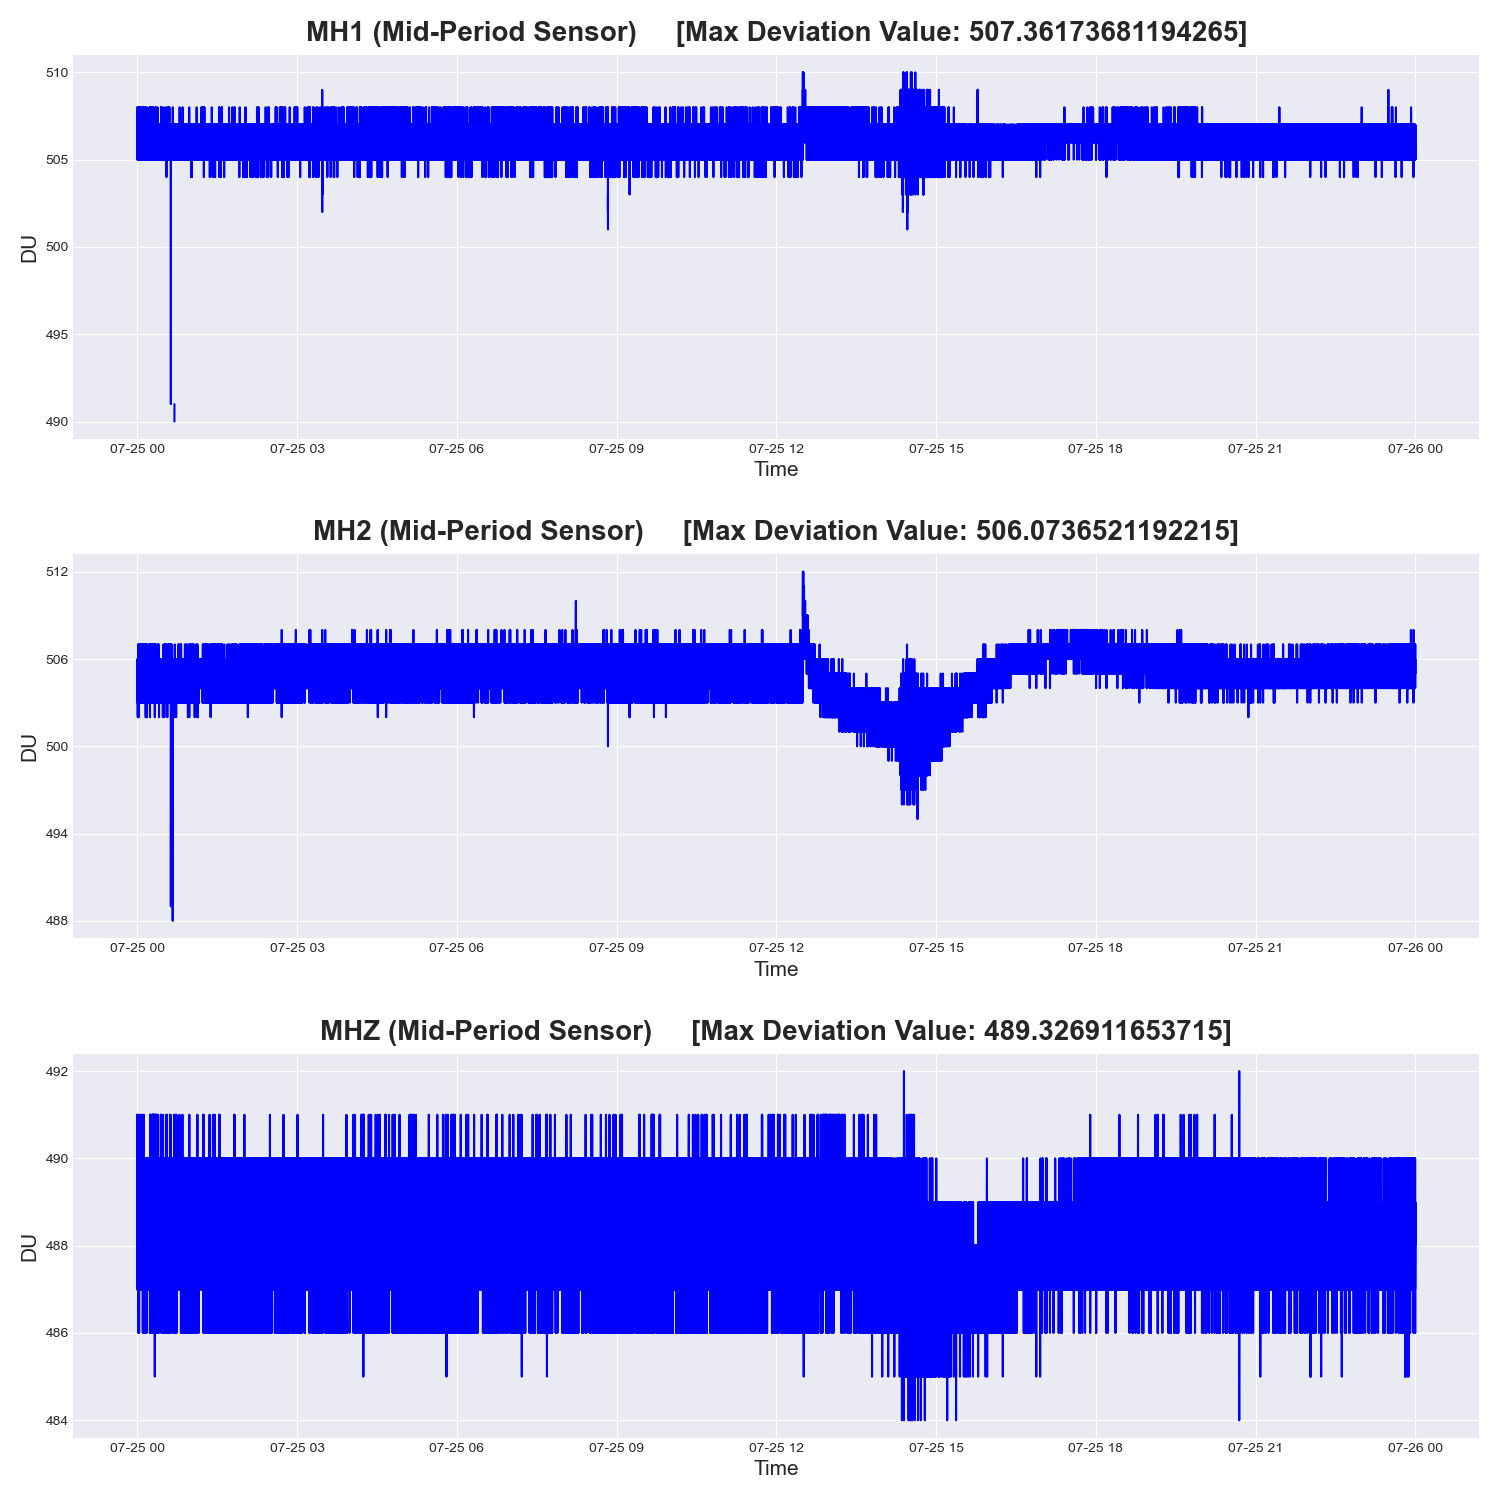 MH1 (Mid-Period Sensor) [Max Deviation Value: 507.36173681194265]
510
505
500
495
490
DU
07-25 00 07-25 03 07-25 06 07-25 09 07-25 12 07-25 15 07-25 18 07-25 21 07-26 00
Time
MH2 (Mid-Period Sensor) [Max Deviation Value: 506.0736521192215]
512
506
500
494
488
DU
07-25 00 07-25 03 07-25 06 07-25 09 07-25 12 07-25 15 07-25 18 07-25 21 07-26 00
Time
MHZ (Mid-Period Sensor) [Max Deviation Value: 489.326911653715]
492
490
488
486
484
DU
07-25 00 07-25 03 07-25 06 07-25 09 07-25 12 07-25 15 07-25 18 07-25 21 07-26 00
Time